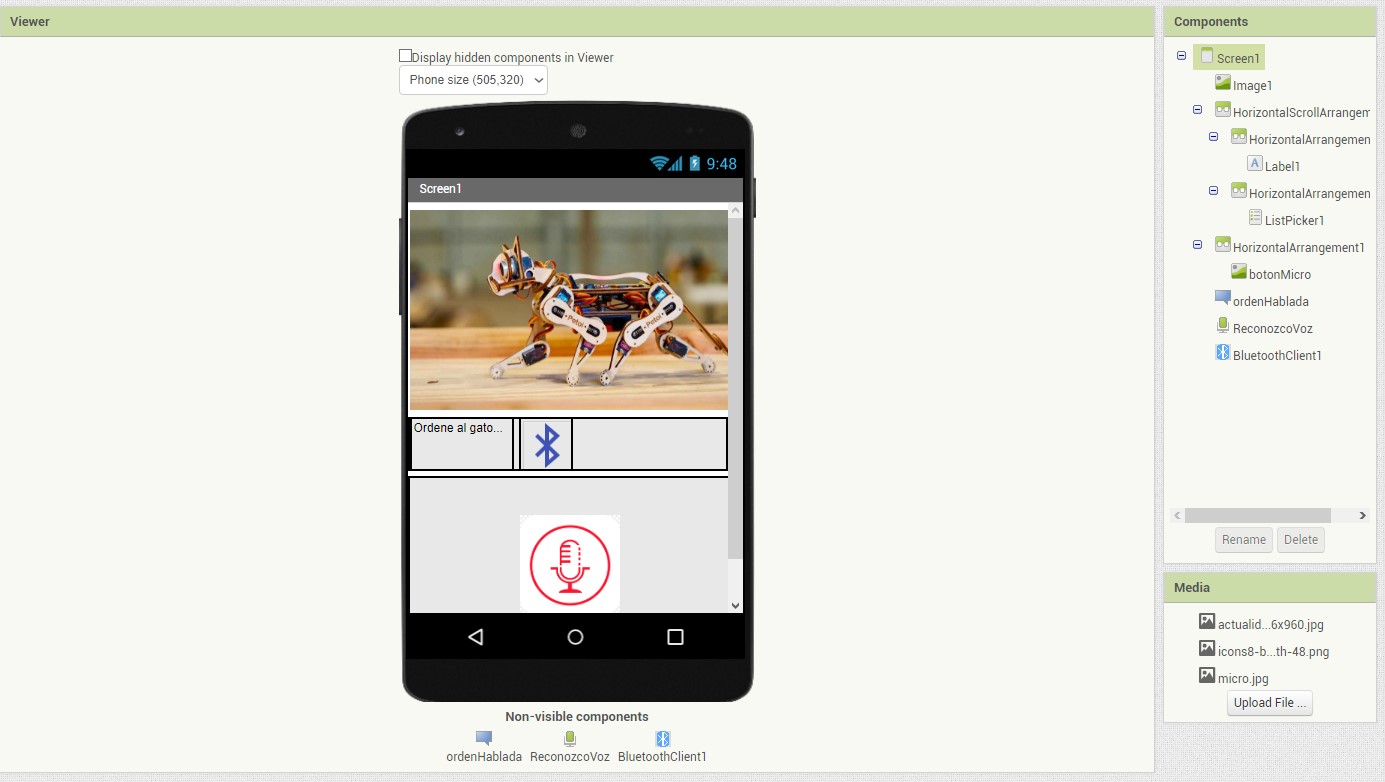 Viewer
Display hidden components in Viewer
Phone size (505,320)
9:48
Screen1
Petoi
Petoi
Ordene al gato...
Non-visible components
ordenHablada ReconozcoVoz BluetoothClient1
Components
Screen1
Image1
HorizontalScrollArrangem
HorizontalArrangemen
Label1
HorizontalArrangemen
ListPicker1
HorizontalArrangement1
botonMicro
ordenHablada
ReconozcoVoz
BluetoothClient1
Rename Delete
Media
actualid...6x960.jpg
icons8-b...th-48.png
micro.jpg
Upload File ...